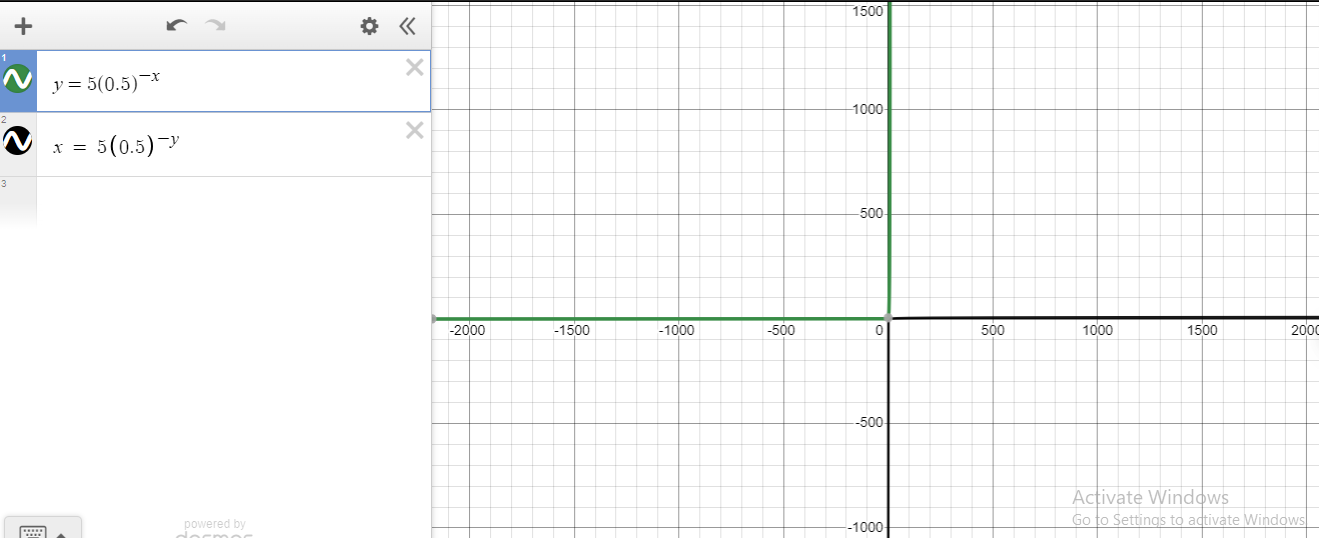 1
y = 5(0.5)^{-x}
2
x = 5(0.5)^{-y}
3
powered by
desmos
1500
1000
500
-2000 -1500 -1000 -500 0 500 1000 1500 2000
-500
-1000
Activate Windows
Go to Settings to activate Windows.